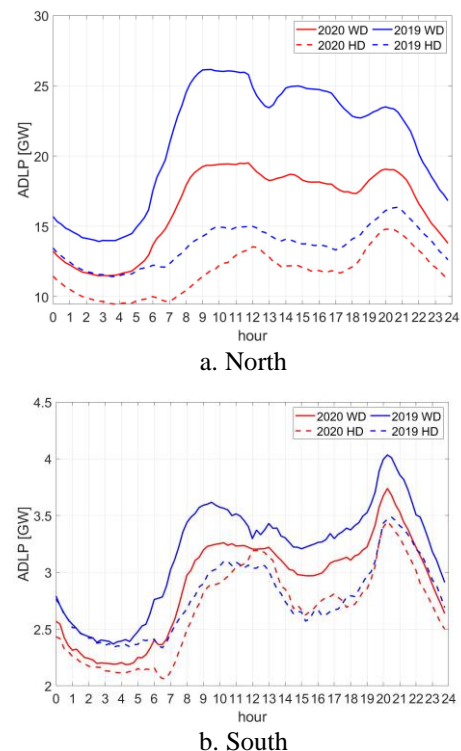 2020 WD 2019 WD
2020 HD 2019 HD
30
25
20
15
10
ADLP [GW]
0 1 2 3 4 5 6 7 8 9 10 11 12 13 14 15 16 17 18 19 20 21 22 23 24
hour
a. North
2020 WD 2019 WD
2020 HD 2019 HD
4.5
4
3.5
3
2.5
2
ADLP [GW]
0 1 2 3 4 5 6 7 8 9 10 11 12 13 14 15 16 17 18 19 20 21 22 23 24
hour
b. South